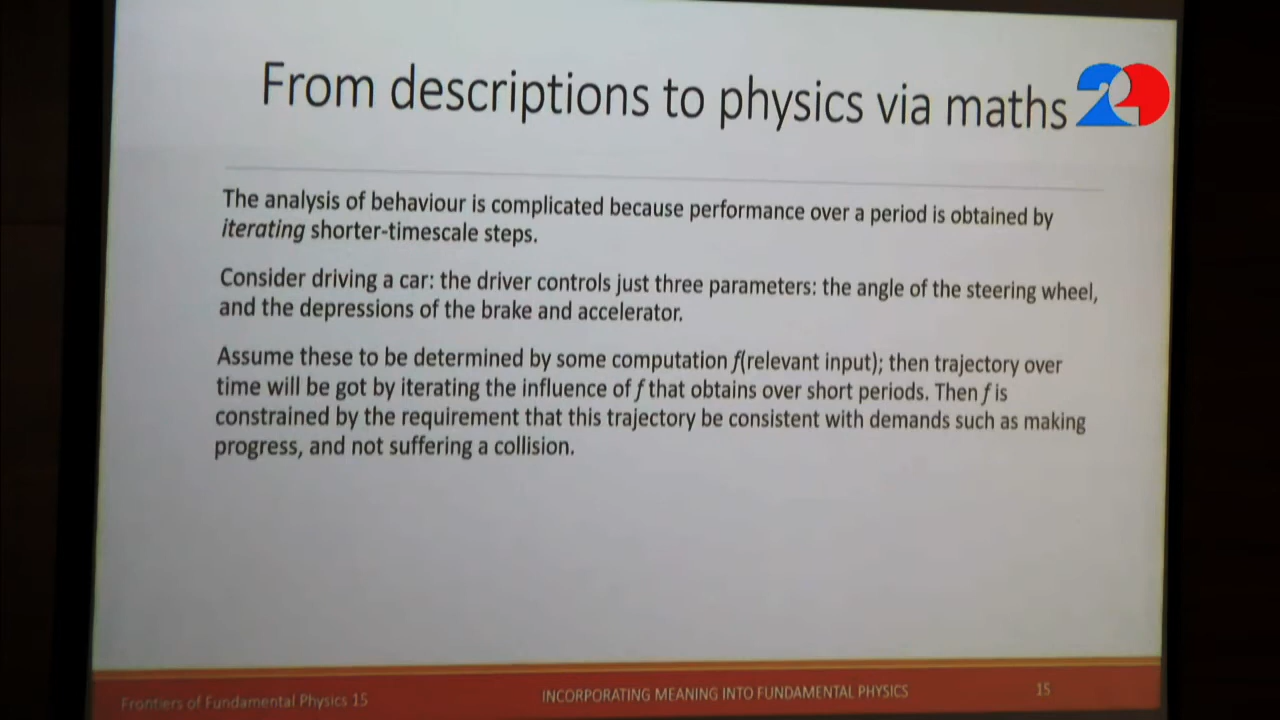 From descriptions to physics via maths
The analysis of behaviour is complicated because performance over a period is obtained by
iterating shorter-timescale steps.
Consider driving a car: the driver controls just three parameters: the angle of the steering wheel,
and the depressions of the brake and accelerator.
Assume these to be determined by some computation f(relevant input); then trajectory over
time will be got by iterating the influence of f that obtains over short periods. Then f is
constrained by the requirement that this trajectory be consistent with demands such as making
progress, and not suffering a collision.
Frontiers of Fundamental Physics 15
INCORPORATING MEANING INTO FUNDAMENTAL PHYSICS
15